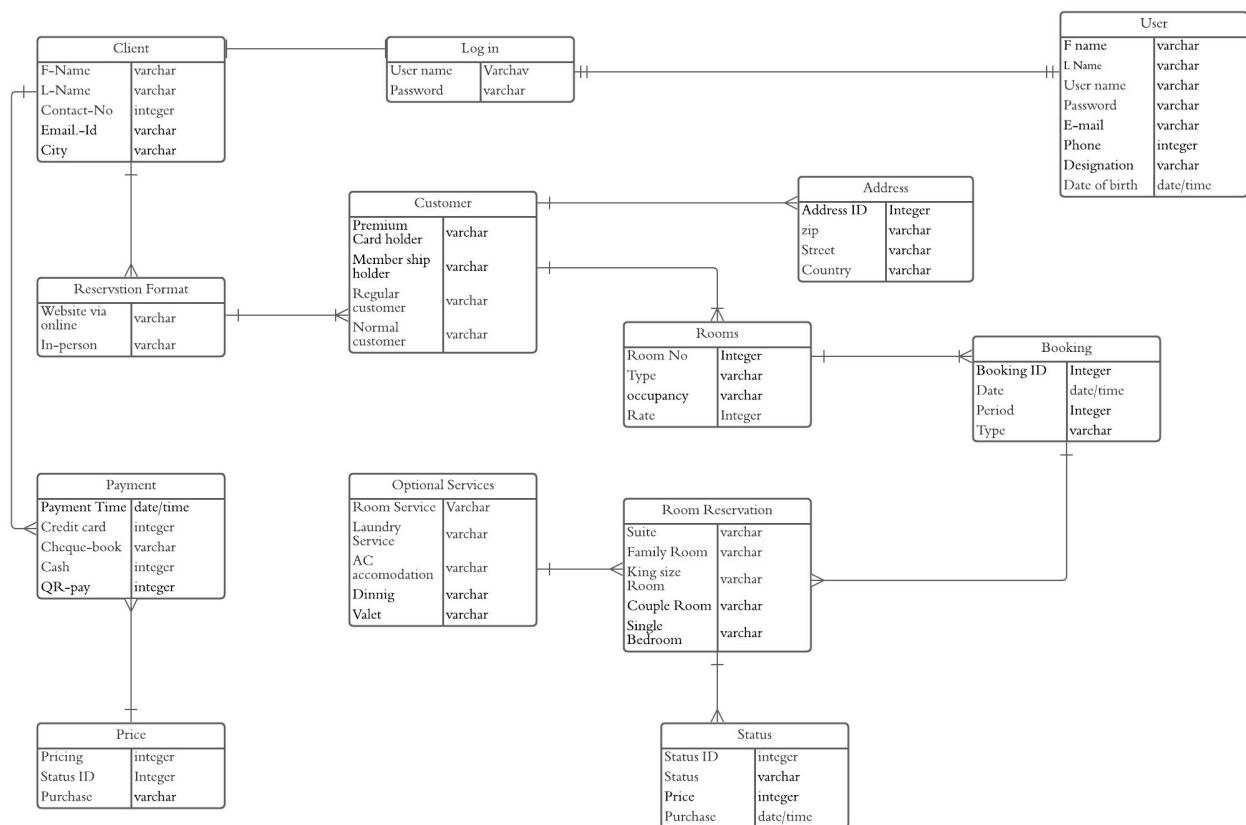 Client
F-Name varchar
L-Name varchar
Contact-No integer
Email.-Id varchar
City varchar
Log in
User name Varchav
Password varchar
User
F name varchar
L Name varchar
User name varchar
Password varchar
E-mail varchar
Phone integer
Designation varchar
Date of birth date/time
Customer
Premium
Card holder varchar
Member ship
holder varchar
Regular
customer varchar
Normal
customer varchar
Address
Address ID Integer
zip varchar
Street varchar
Country varchar
Reservstion Format
Website via
online varchar
In-person varchar
Rooms
Room No Integer
Type varchar
occupancy varchar
Rate Integer
Booking
Booking ID Integer
Date date/time
Period Integer
Type varchar
Payment
Payment Time date/time
Credit card integer
Cheque-book varchar
Cash integer
QR-pay integer
Optional Services
Room Service Varchar
Laundry
Service varchar
AC
accomodation varchar
Dinnig varchar
Valet varchar
Room Reservation
Suite varchar
Family Room varchar
King size
Room varchar
Couple Room varchar
Single
Bedroom varchar
Price
Pricing integer
Status ID Integer
Purchase varchar
Status
Status ID integer
Status varchar
Price integer
Purchase date/time